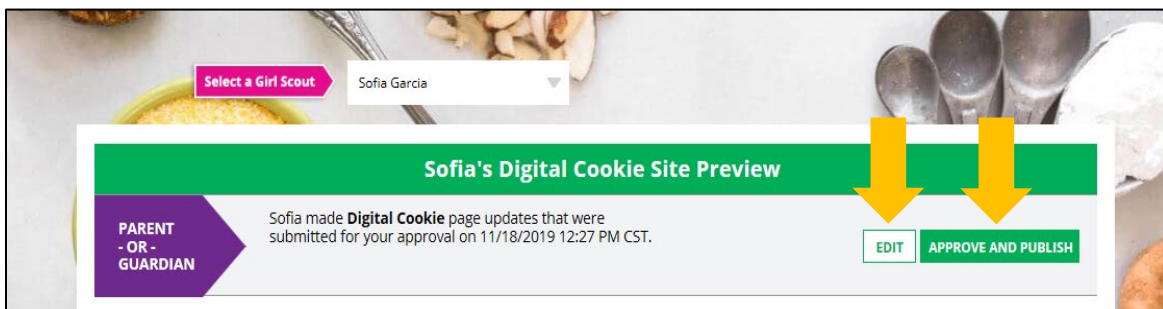 Select a Girl Scout
Sofia Garcia
Sofia's Digital Cookie Site Preview
PARENT
- OR -
GUARDIAN
Sofia made Digital Cookie page updates that were
submitted for your approval on 11/18/2019 12:27 PM CST.
EDIT
APPROVE AND PUBLISH